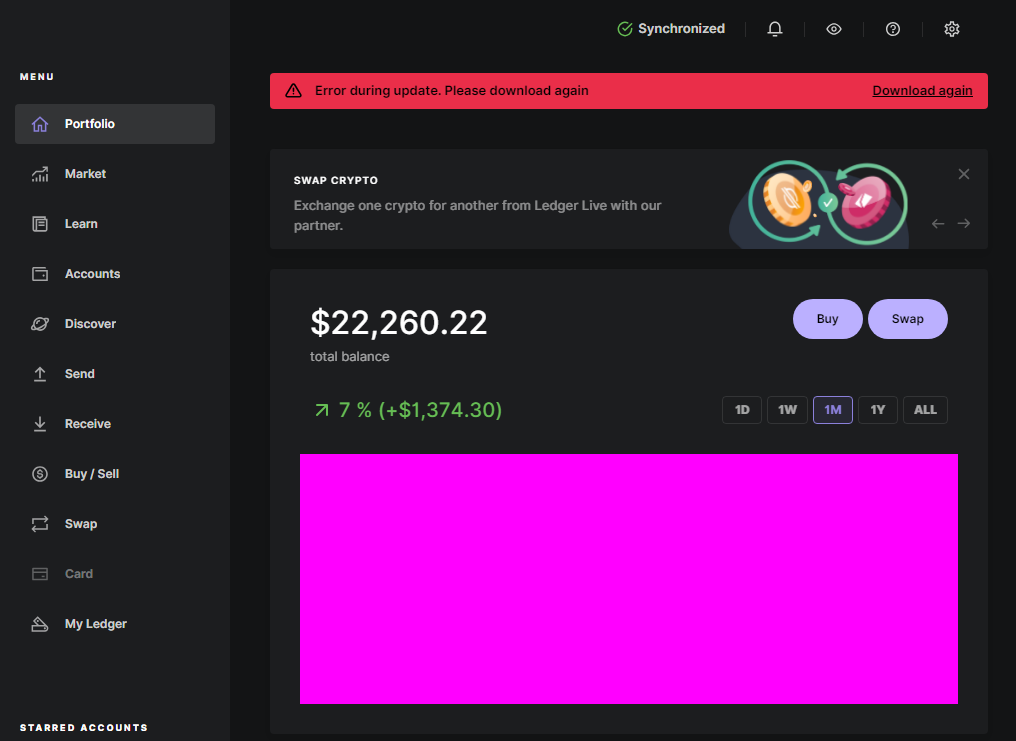 Synchronized
MENU
Error during update. Please download again
Download again
Portfolio
Market
Learn
Accounts
Discover
Send
Receive
Buy / Sell
Swap
Card
My Ledger
STARRED ACCOUNTS
SWAP CRYPTO
Exchange one crypto for another from Ledger Live with our
partner.
$22,260.22
total balance
Buy
Swap
7 % (+$1,374.30)
1D
1W
1M
1Y
ALL